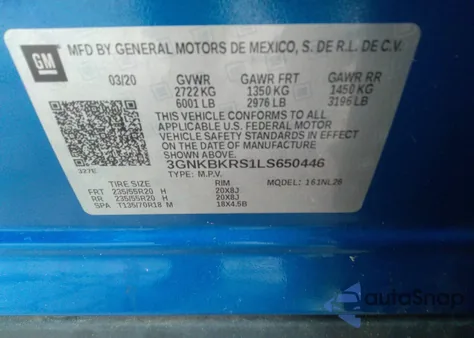 GM
MFD BY GENERAL MOTORS DE MEXICO, S. DE R.L. DE C.V.
03/20 GVWR GAWR FRT GAWR RR
2722 KG 1350 KG 1450 KG
6001 LB 2976 LB 3196 LB
THIS VEHICLE CONFORMS TO ALL
APPLICABLE U.S. FEDERAL MOTOR
VEHICLE SAFETY STANDARDS IN EFFECT
ON THE DATE OF MANUFACTURE SHOWN ABOVE.
3GNKBKRS1LS650446
337E TYPE: M.P.V. MODEL: 161NL26
TIRE SIZE RIM
FRT 235/55R20 H 20X8J
RR 235/55R20 H 20X8J
SPA T135/70R18 M 18X4.5B
autoSnap